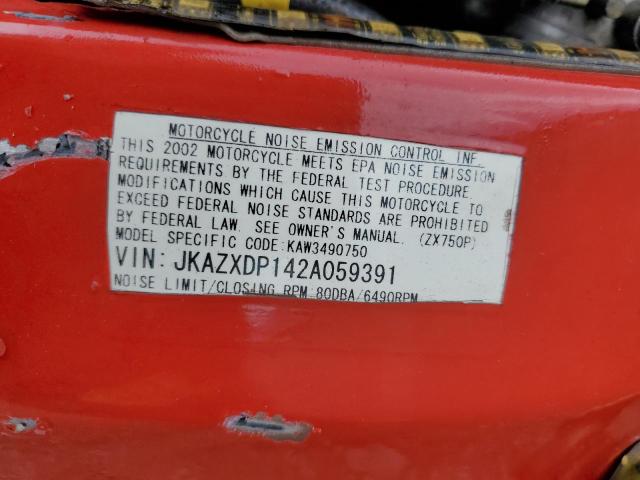 MOTORCYCLE NOISE EMISSION CONTROL INF.
THIS 2002 MOTORCYCLE MEETS EPA NOISE EMISSION
REQUIREMENTS BY THE FEDERAL TEST PROCEDURE.
MODIFICATIONS WHICH CAUSE THIS MOTORCYCLE TO
EXCEED FEDERAL NOISE STANDARDS ARE PROHIBITED
BY FEDERAL LAW. SEE OWNER'S MANUAL. (ZX750P)
MODEL SPECIFIC CODE:KAW3490750
VIN: JKAZXDP142A059391
NOISE LIMIT/CLOSING RPM:80DBA/6490RPM